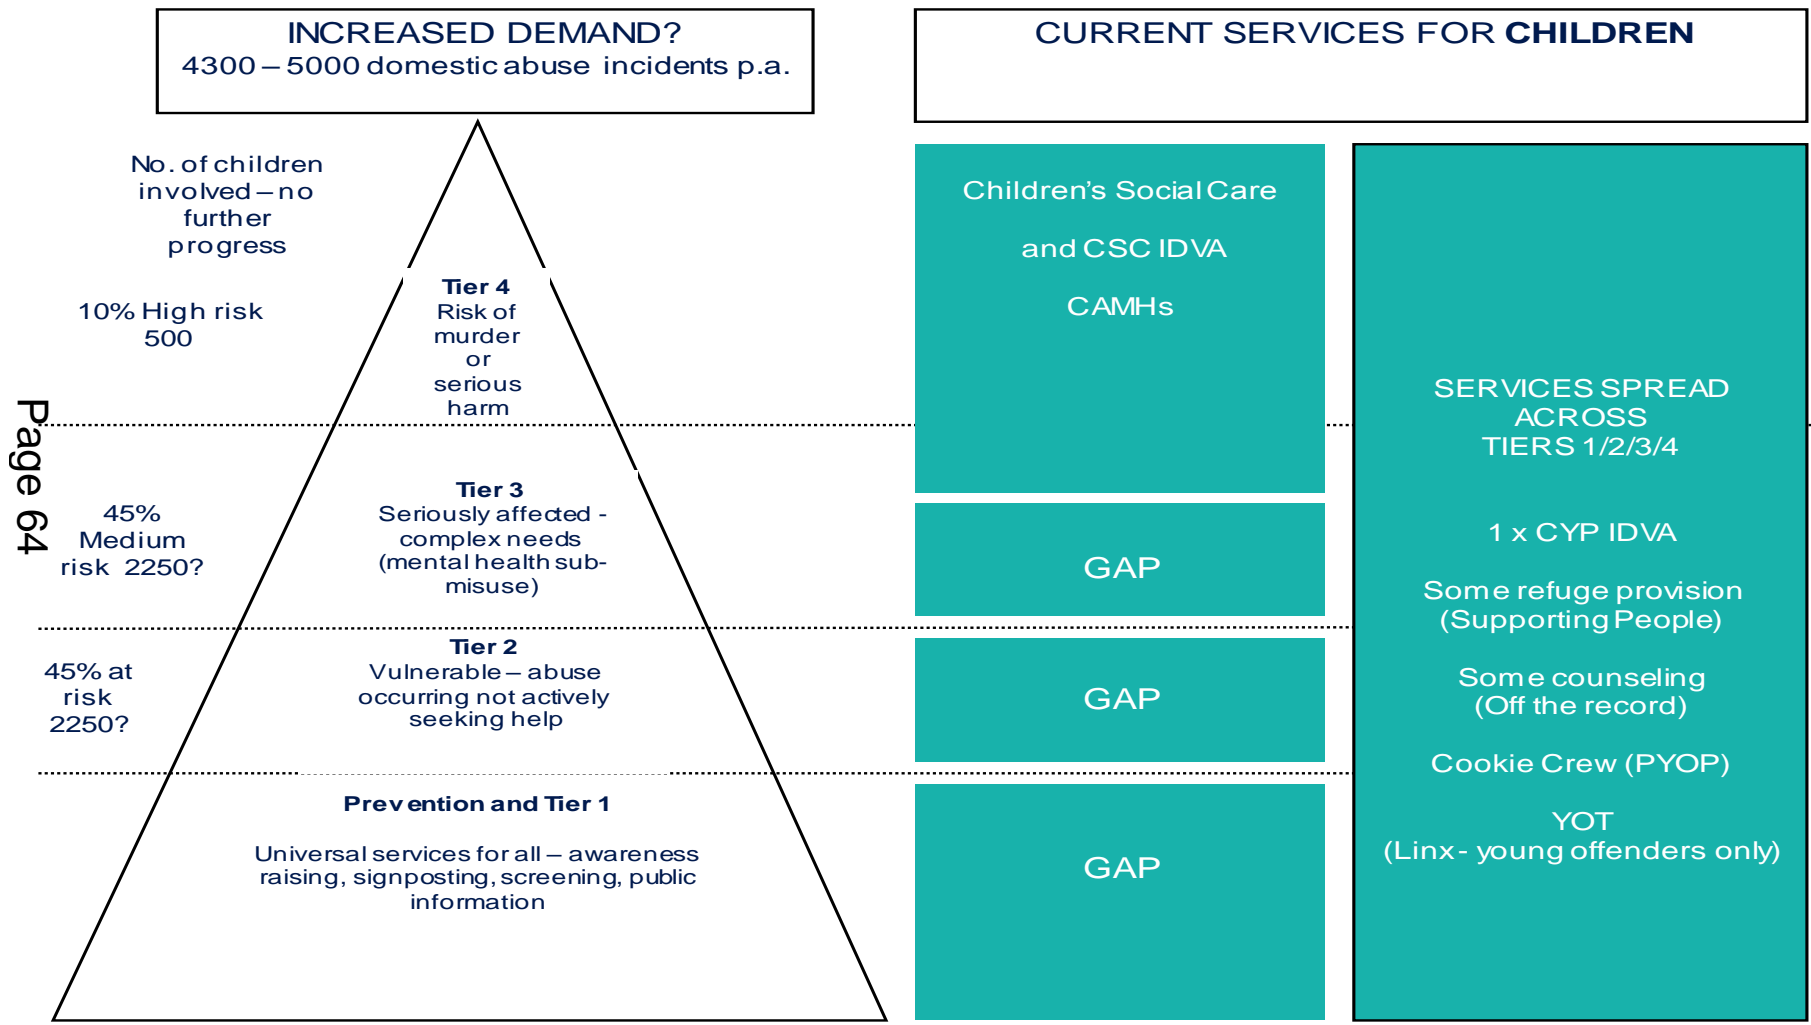 INCREASED DEMAND?
4300 – 5000 domestic abuse incidents p.a.
CURRENT SERVICES FOR CHILDREN
No. of children
involved – no
further
progress
10% High risk
500
Tier 4
Risk of
murder
or
serious
harm
Children's Social Care
and CSC IDVA
CAMHs
Page 64
45%
Medium
risk 2250?
Tier 3
Seriously affected -
complex needs
(mental health sub-
misuse)
GAP
45% at
risk
2250?
Tier 2
Vulnerable – abuse
occurring not actively
seeking help
GAP
Prevention and Tier 1
Universal services for all – awareness
raising, signposting, screening, public
information
GAP
SERVICES SPREAD
ACROSS
TIERS 1/2/3/4
1 x CYP IDVA
Some refuge provision
(Supporting People)
Some counseling
(Off the record)
Cookie Crew (PYOP)
YOT
(Linx - young offenders only)